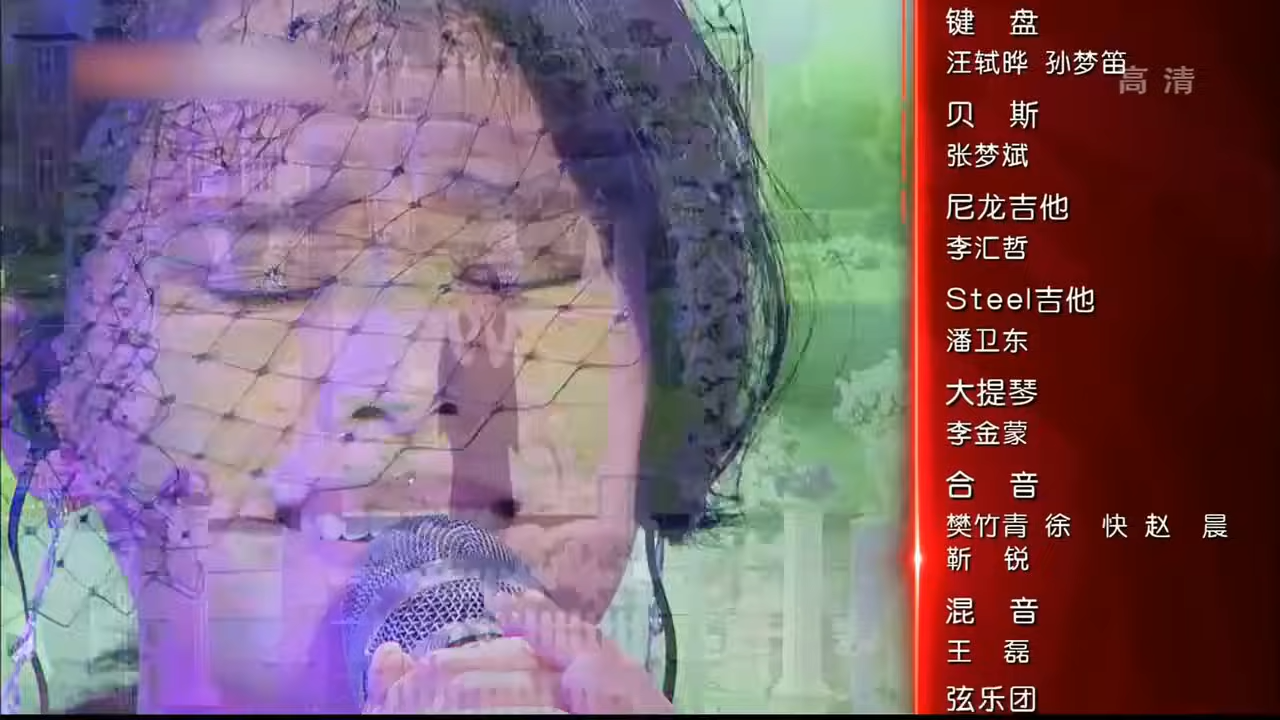 键 盘
汪轼晔 孙梦笛
高清
贝 斯
张梦斌
尼龙吉他
李汇哲
Steel吉他
潘卫东
大提琴
李金蒙
合 音
樊竹青 徐 快 赵 晨
靳 锐
混 音
王 磊
弦乐团